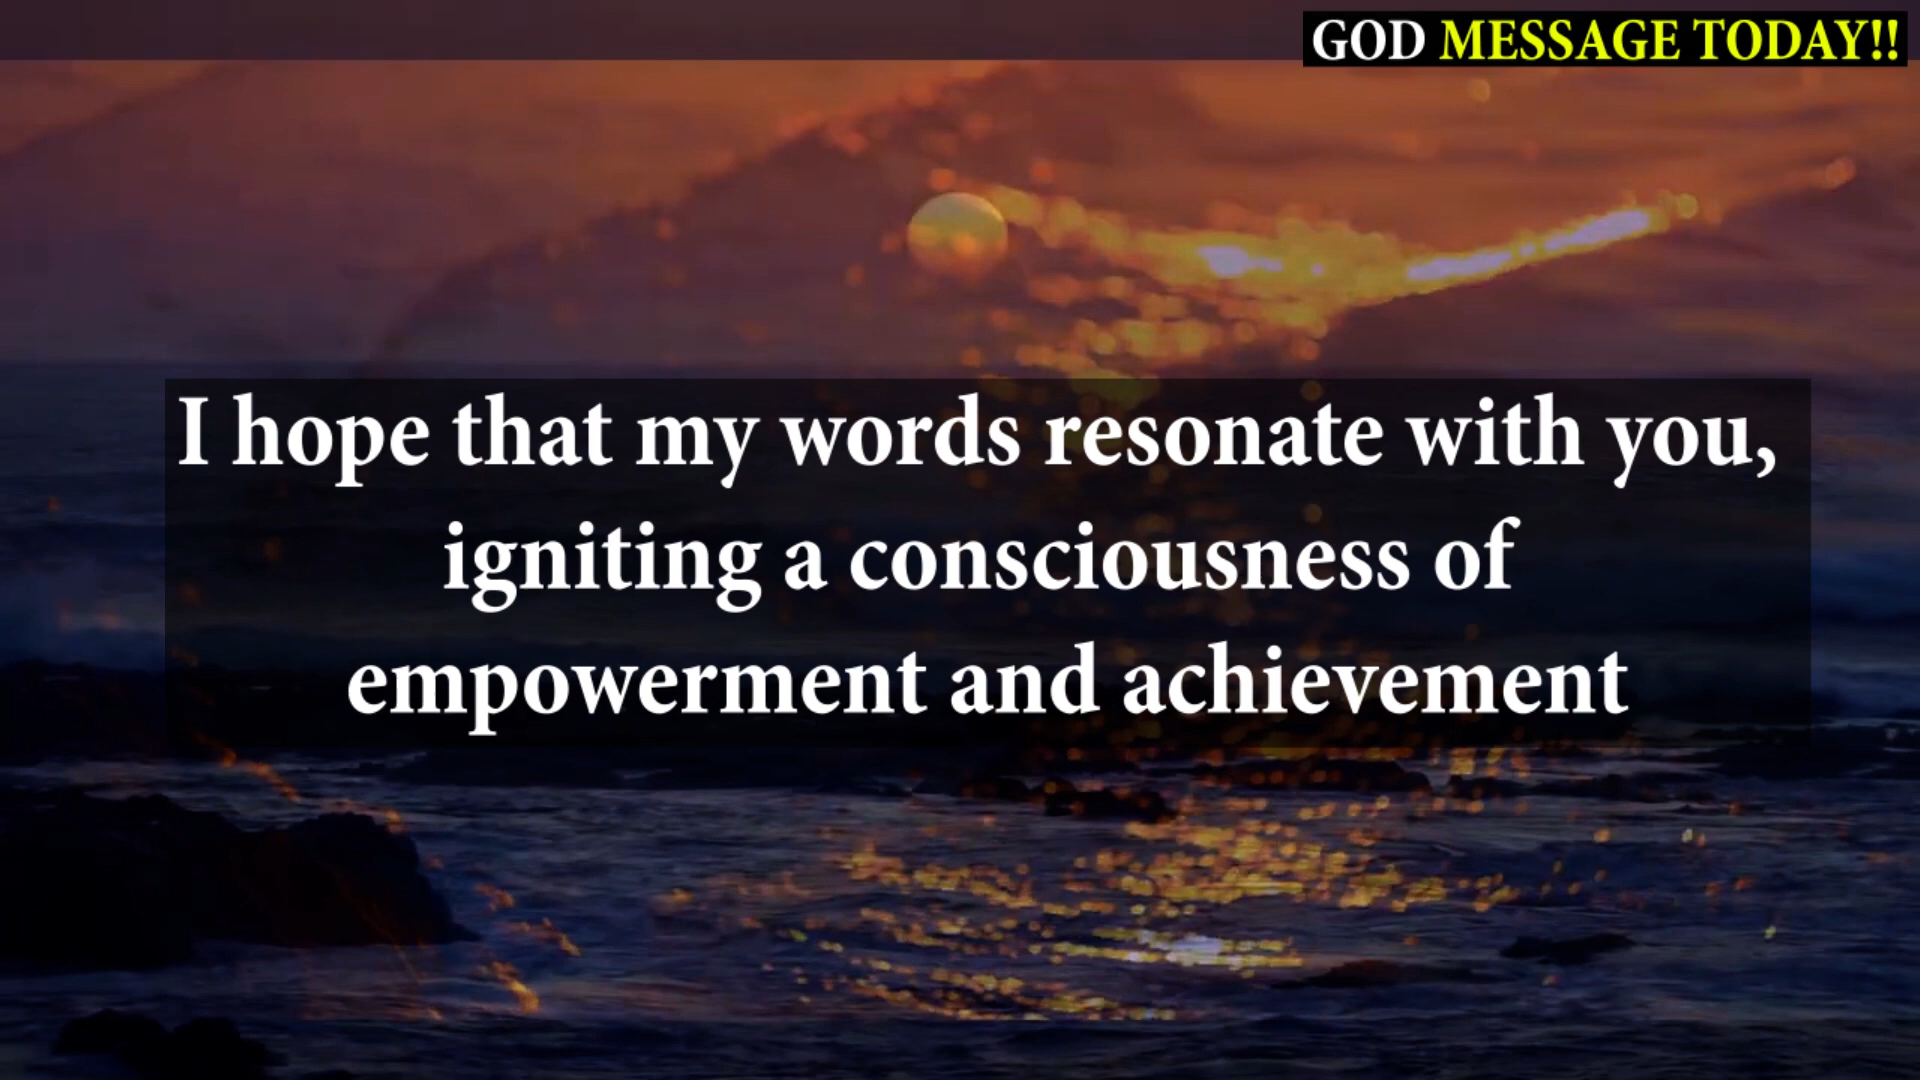 GOD MESSAGE TODAY!!
I hope that my words resonate with you,
igniting a consciousness of
empowerment and achievement